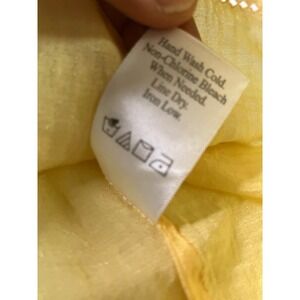 Hand Wash Cold.
Non-Chlorine Bleach
When Needed.
Line Dry.
Iron Low.